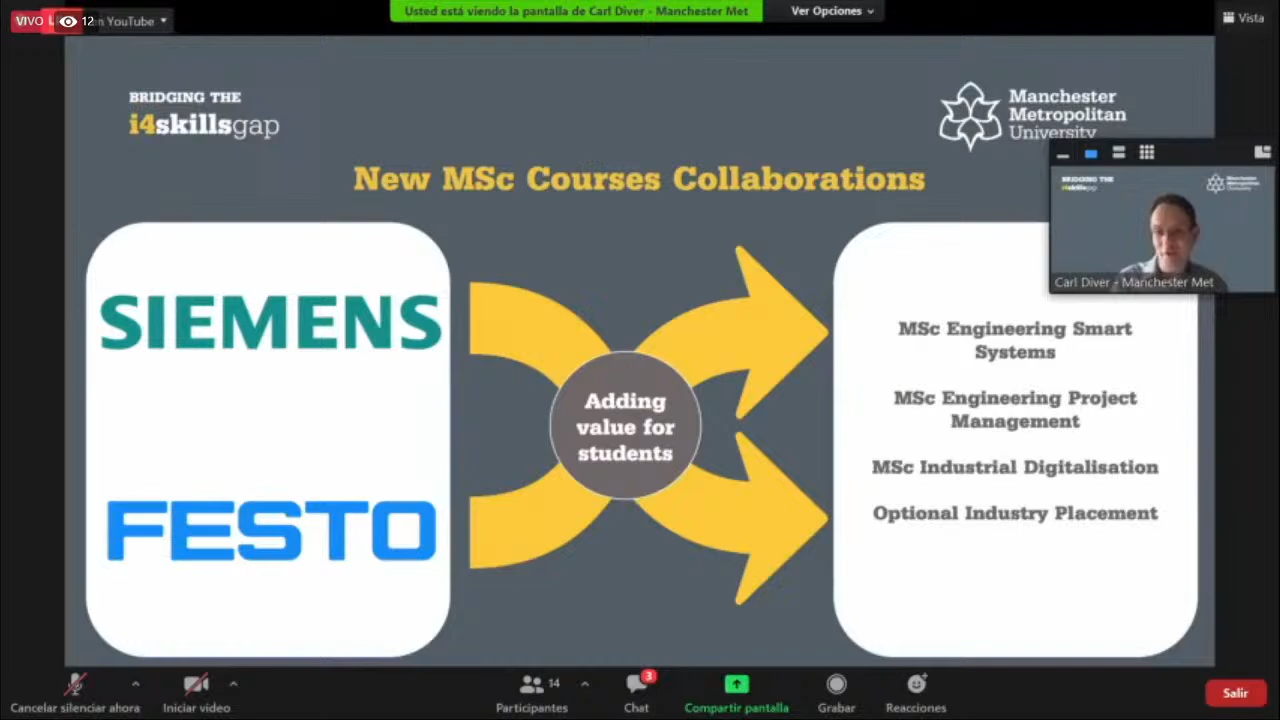 VIVO
12
en YouTube
Usted está viendo la pantalla de Carl Diver - Manchester Met
Ver Opciones
Vista
BRIDGING THE
i4skillsgap
Manchester
Metropolitan
University
New MSc Courses Collaborations
BRIDGING THE
i4skillsgap
Manchester
Metropolitan
University
Carl Diver - Manchester Met
SIEMENS
FESTO
Adding
value for
students
MSc Engineering Smart
Systems
MSc Engineering Project
Management
MSc Industrial Digitalisation
Optional Industry Placement
Cancelar silenciar ahora
Iniciar video
14
Participantes
3
Chat
Compartir pantalla
Grabar
Reacciones
Salir